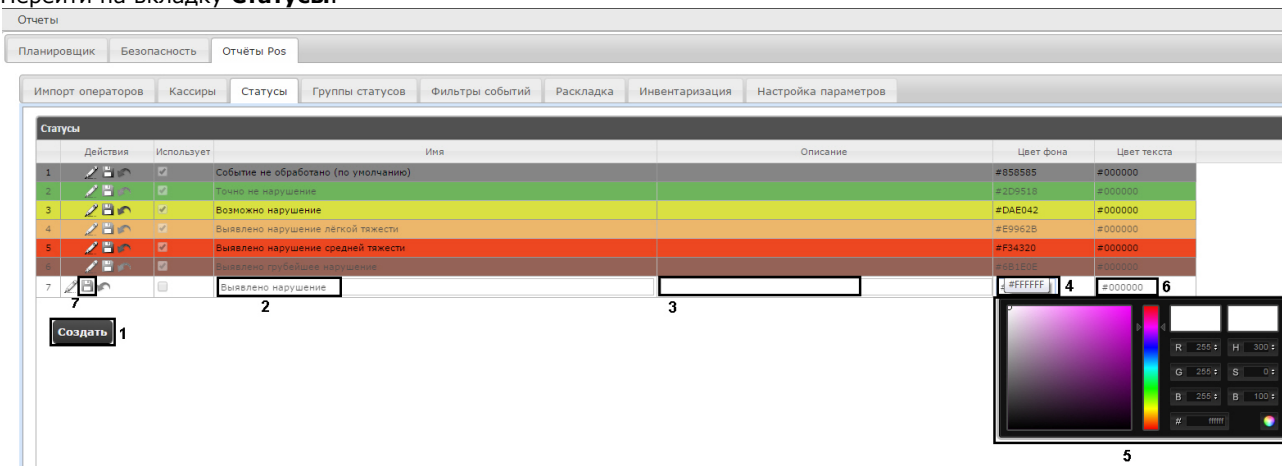 Перейти на вкладку Статусы.
Отчеты
Планировщик Безопасность Отчёты Pos
Импорт операторов Кассиры Статусы Группы статусов Фильтры событий Раскладка Инвентаризация Настройка параметров
Статусы
Действия Использует Имя Описание Цвет фона Цвет текста
1 Событие не обработано (по умолчанию) #858585 #000000
2 Точно не нарушение #2D9518 #000000
3 Возможно нарушение #DAE042 #000000
4 Выявлено нарушение лёгкой тяжести #E9962B #000000
5 Выявлено нарушение средней тяжести #F34320 #000000
6 Выявлено грубейшее нарушение #6B1E0E #000000
7 Выявлено нарушение #FFFFFF 4 #000000 6
7 2 3
Создать 1
R 255 H 300
G 255 S 0
B 255 B 100
# ffffff
5